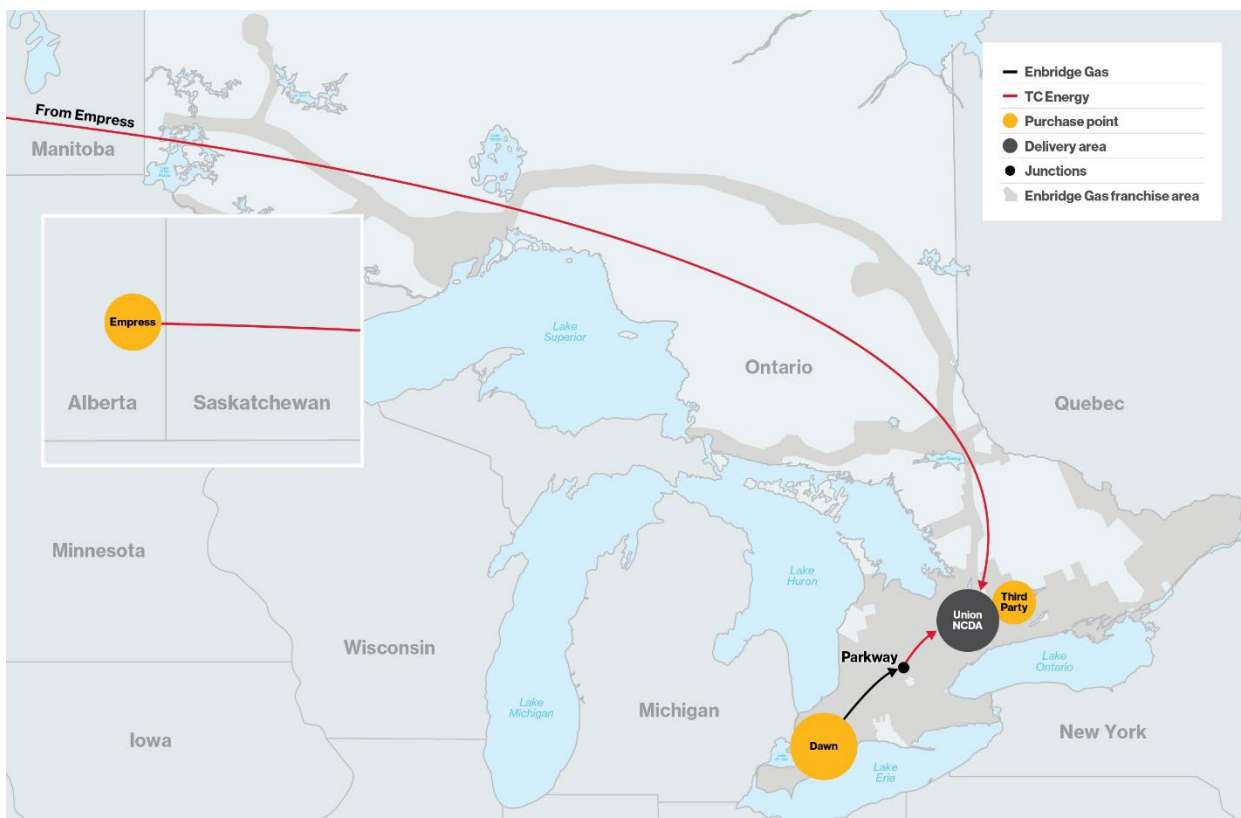 From Empress
Manitoba
Enbridge Gas
TC Energy
Purchase point
Delivery area
Junctions
Enbridge Gas franchise area
Empress
Alberta
Saskatchewan
Lake
Superior
Ontario
Quebec
Minnesota
Wisconsin
Lake
Michigan
Michigan
Lake
Huron
Iowa
Third
Party
Union
NCDA
Parkway
Lake
Ontario
Dawn
Lake
Erie
New York